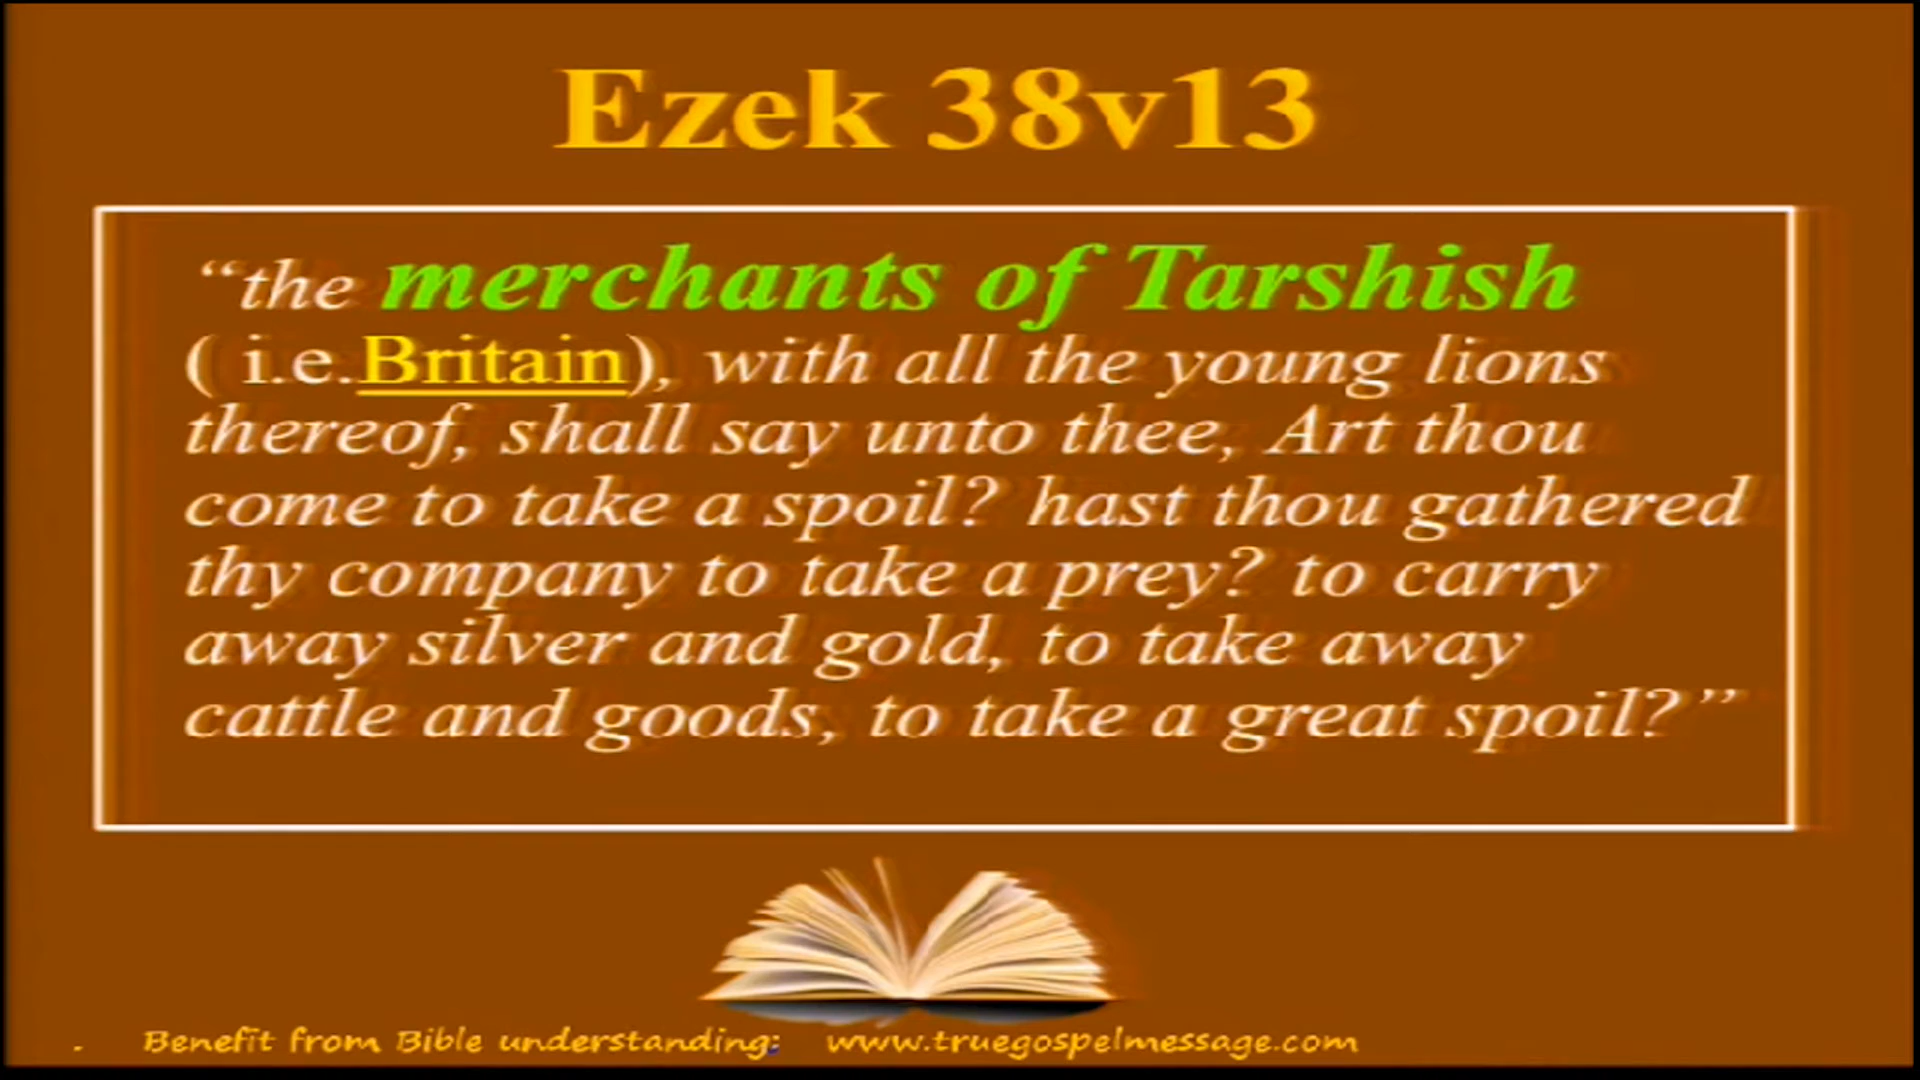 Ezek 38v13
“the merchants of Tarshish
( i.e.Britain), with all the young lions
thereof, shall say unto thee, Art thou
come to take a spoil? hast thou gathered
thy company to take a prey? to carry
away silver and gold, to take away
cattle and goods, to take a great spoil?”
. Benefit from Bible understanding: www.truegospelmessage.com